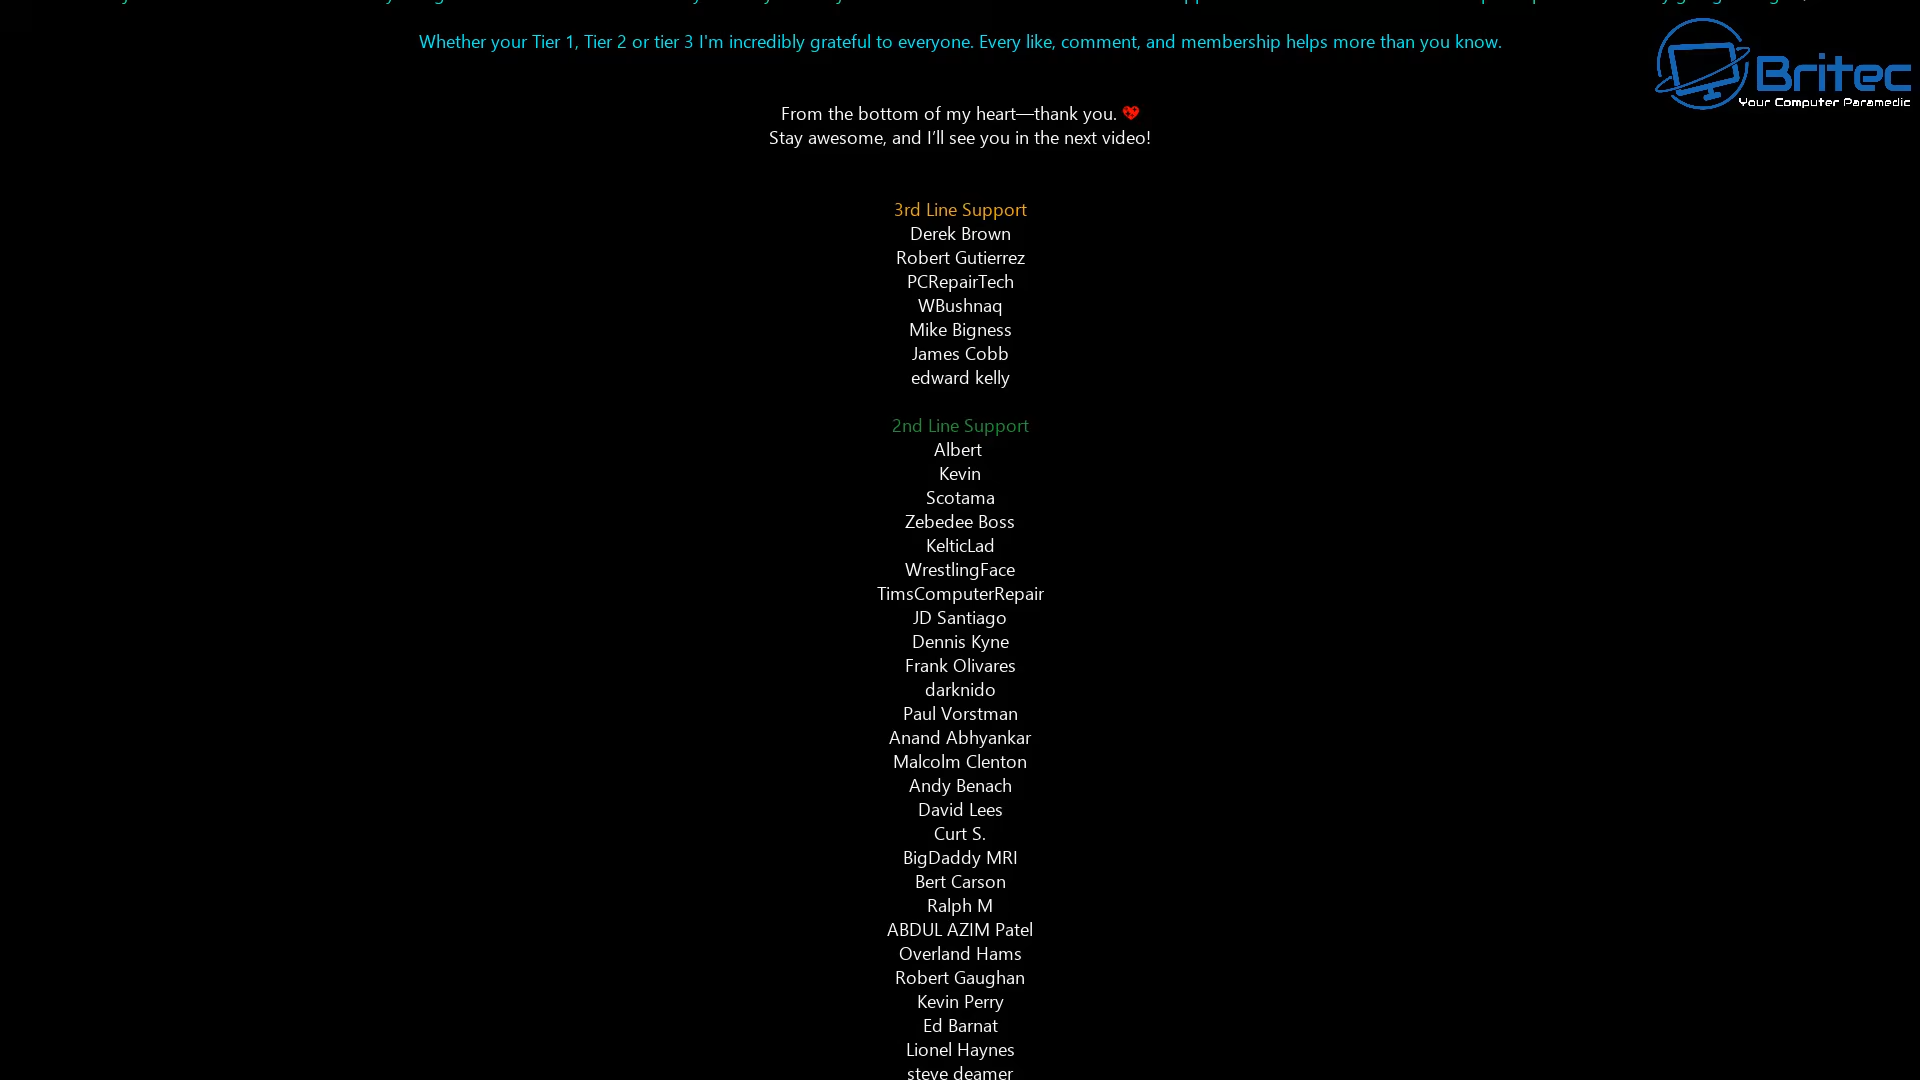 Whether your Tier 1, Tier 2 or tier 3 I'm incredibly grateful to everyone. Every like, comment, and membership helps more than you know.
Britec
Your Computer Paramedic
From the bottom of my heart—thank you.
Stay awesome, and I’ll see you in the next video!
3rd Line Support
Derek Brown
Robert Gutierrez
PCRepairTech
WBushnaq
Mike Bigness
James Cobb
edward kelly
2nd Line Support
Albert
Kevin
Scotama
Zebedee Boss
KelticLad
WrestlingFace
TimsComputerRepair
JD Santiago
Dennis Kyne
Frank Olivares
darknido
Paul Vorstman
Anand Abhyankar
Malcolm Clenton
Andy Benach
David Lees
Curt S.
BigDaddy MRI
Bert Carson
Ralph M
ABDUL AZIM Patel
Overland Hams
Robert Gaughan
Kevin Perry
Ed Barnat
Lionel Haynes
steve deamer